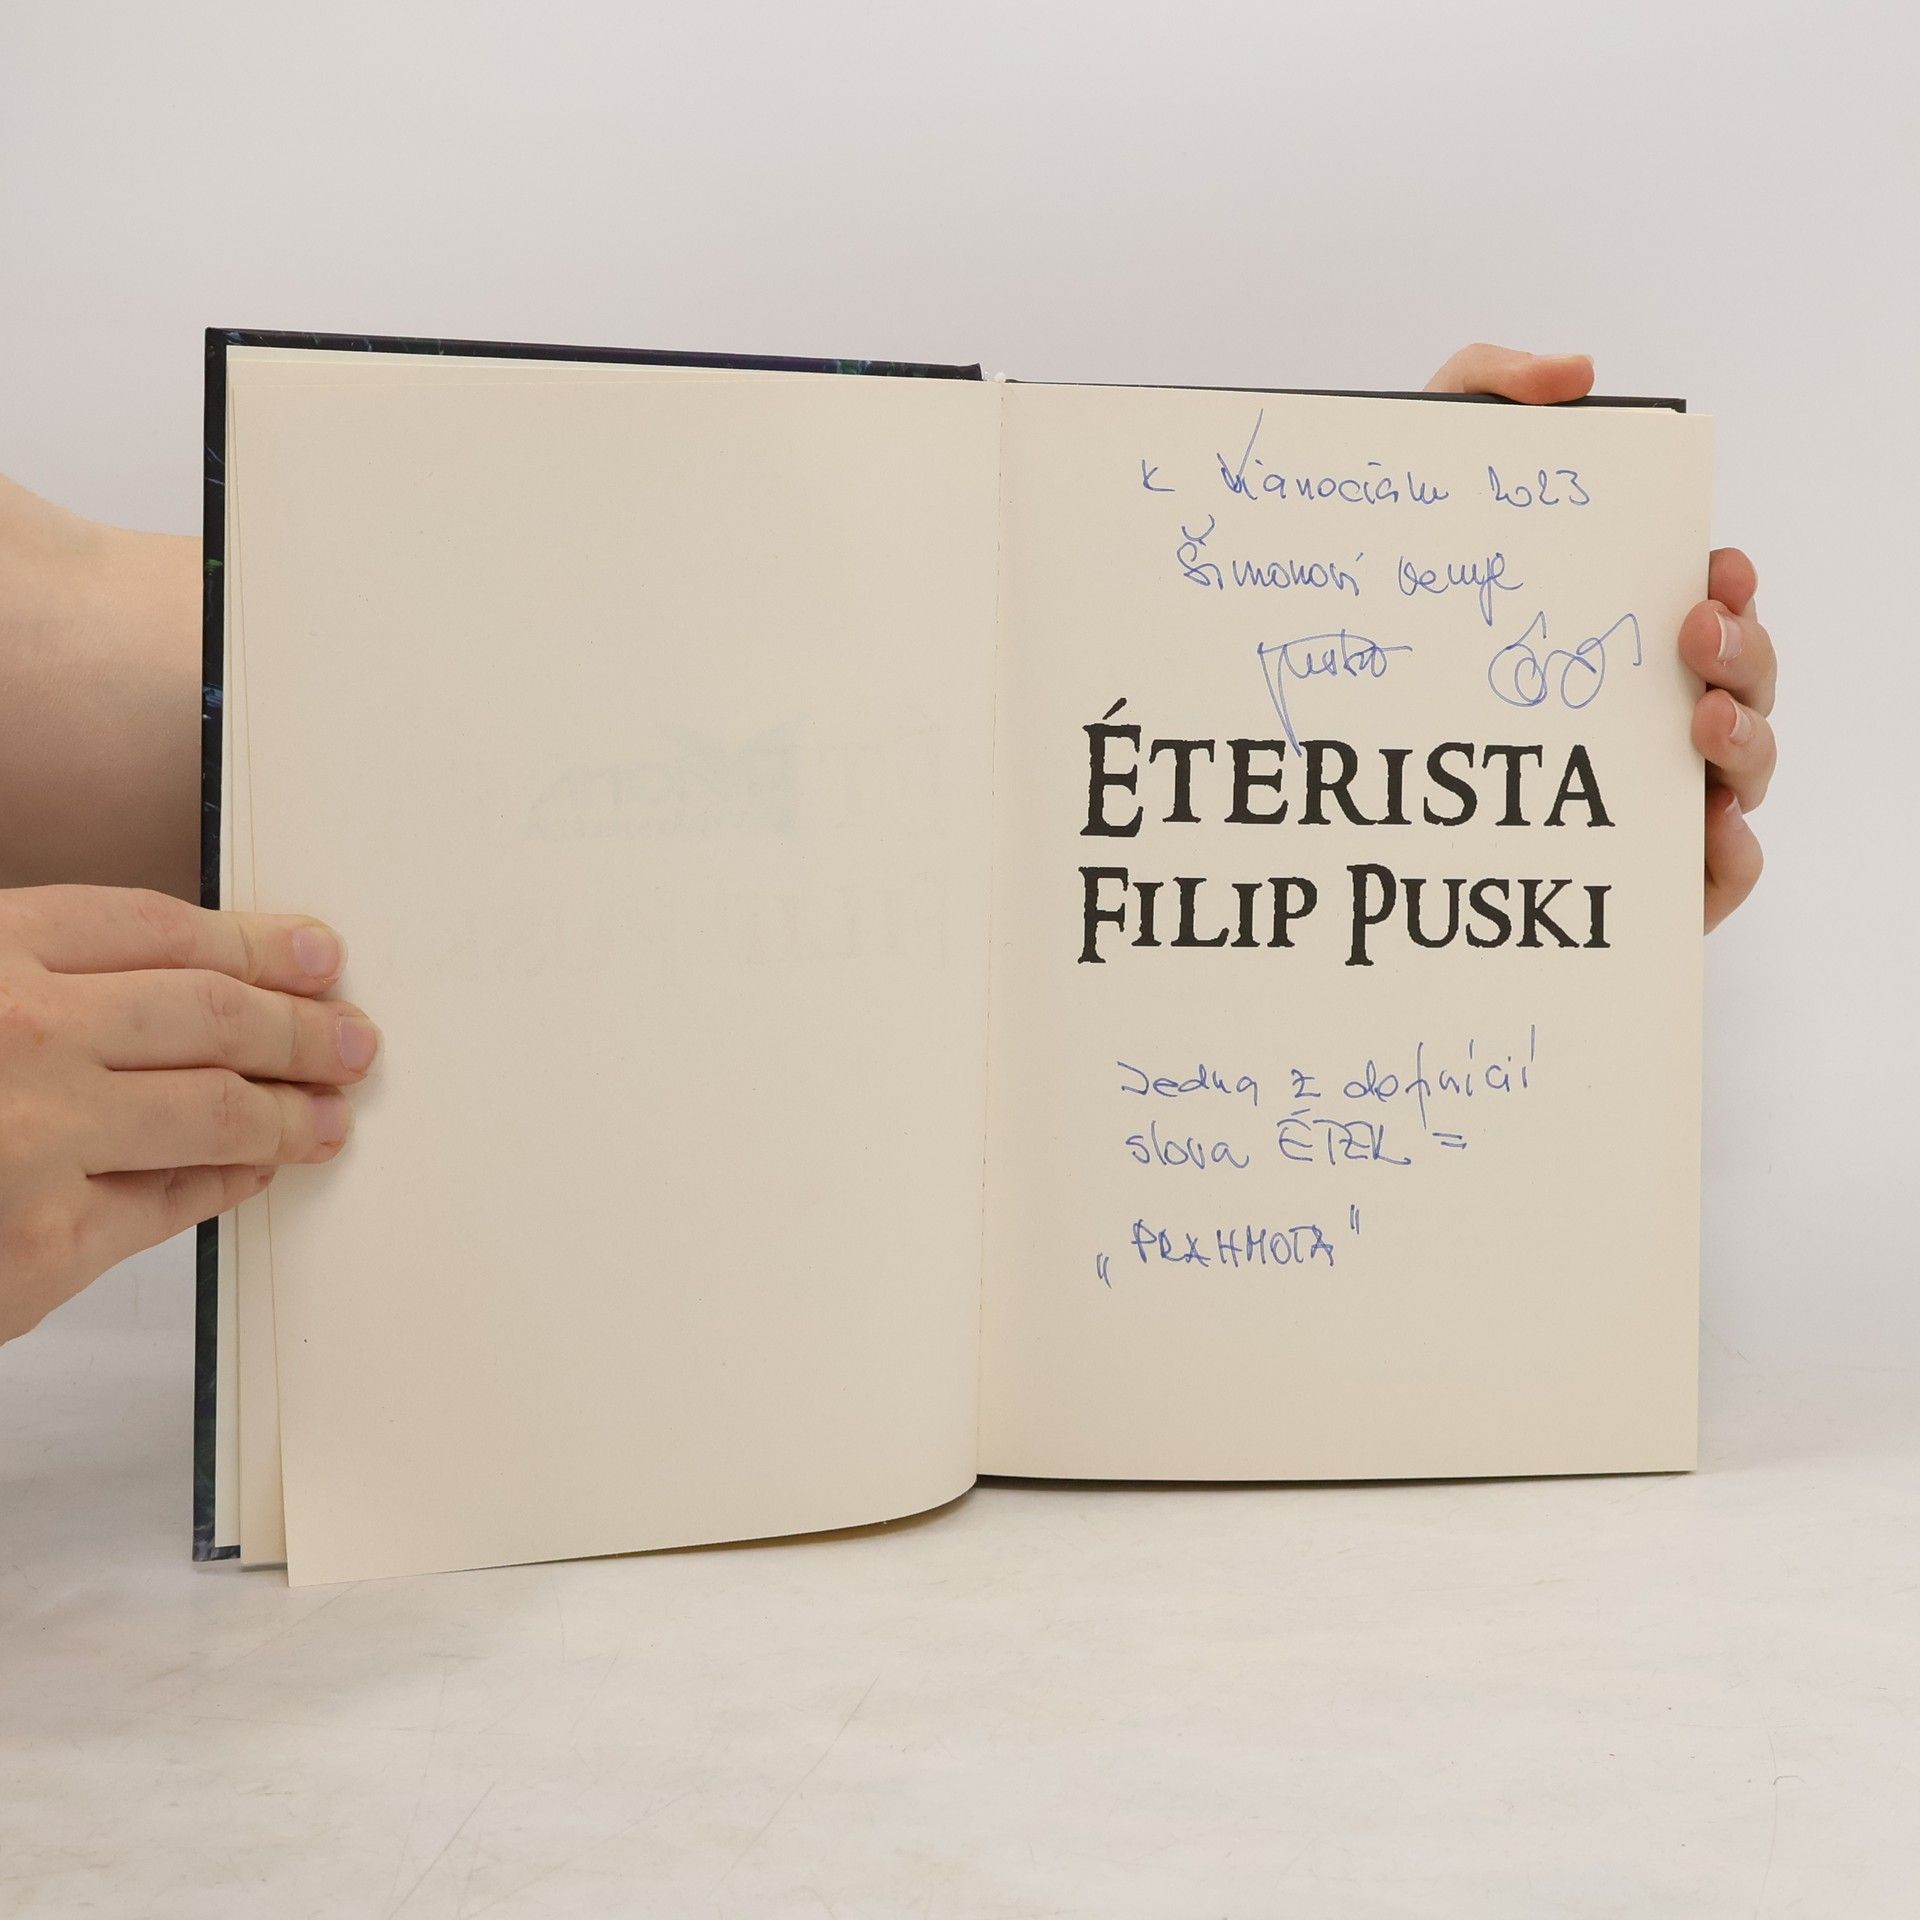 K Vianociam 2023
Šimonovi venuje
ÉTERISTA
FILIP PUSKI
Jedna z definícií
slova ÉTER =
„PRAHMOTA"